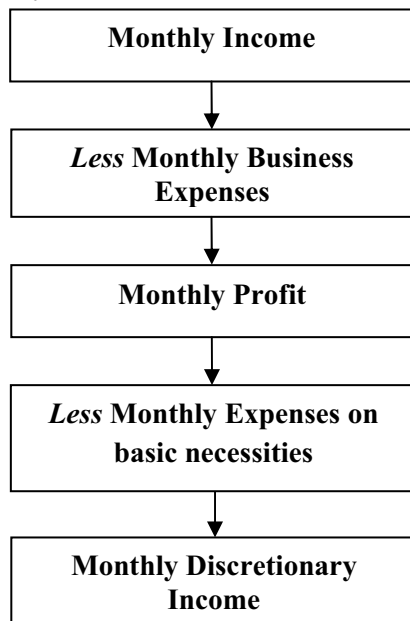 Monthly Income
Less Monthly Business
Expenses
Monthly Profit
Less Monthly Expenses on
basic necessities
Monthly Discretionary
Income